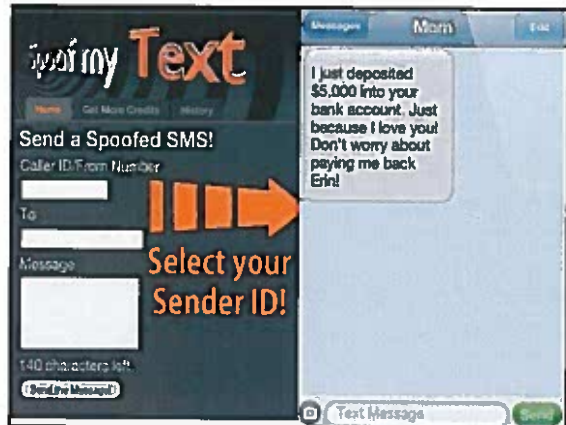 Spoof my Text
Home Get More Credits History
Send a Spoofed SMS!
Caller ID/From Number
To
Message
140 characters left
Send the Message!
Select your
Sender ID!
Messages Mom Edit
I just deposited
$5,000 into your
bank account. Just
because I love you!
Don't worry about
paying me back
Erin!
Text Message Send